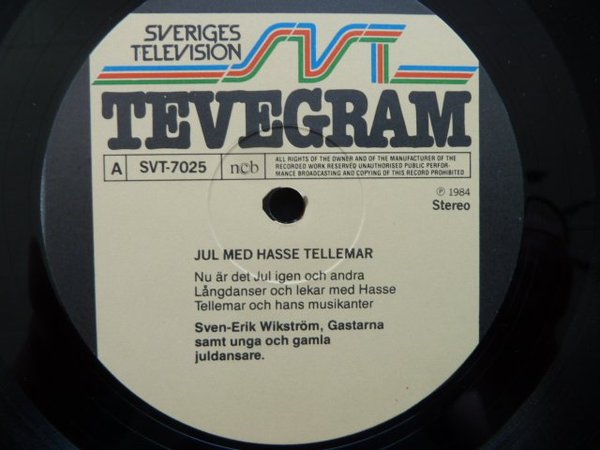 SVERIGES
TELEVISION
SVT
TEVEGRAM
A SVT-7025 ncb
ALL RIGHTS OF THE OWNER AND OF THE MANUFACTURER OF THE
RECORDED WORK RESERVED UNAUTHORISED PUBLIC PERFOR-
MANCE BROADCASTING AND COPYING OF THIS RECORD PROHIBITED
℗ 1984
Stereo
JUL MED HASSE TELLEMAR
Nu är det Jul igen och andra
Långdanser och lekar med Hasse
Tellemar och hans musikanter
Sven-Erik Wikström, Gastarna
samt unga och gamla
juldansare.